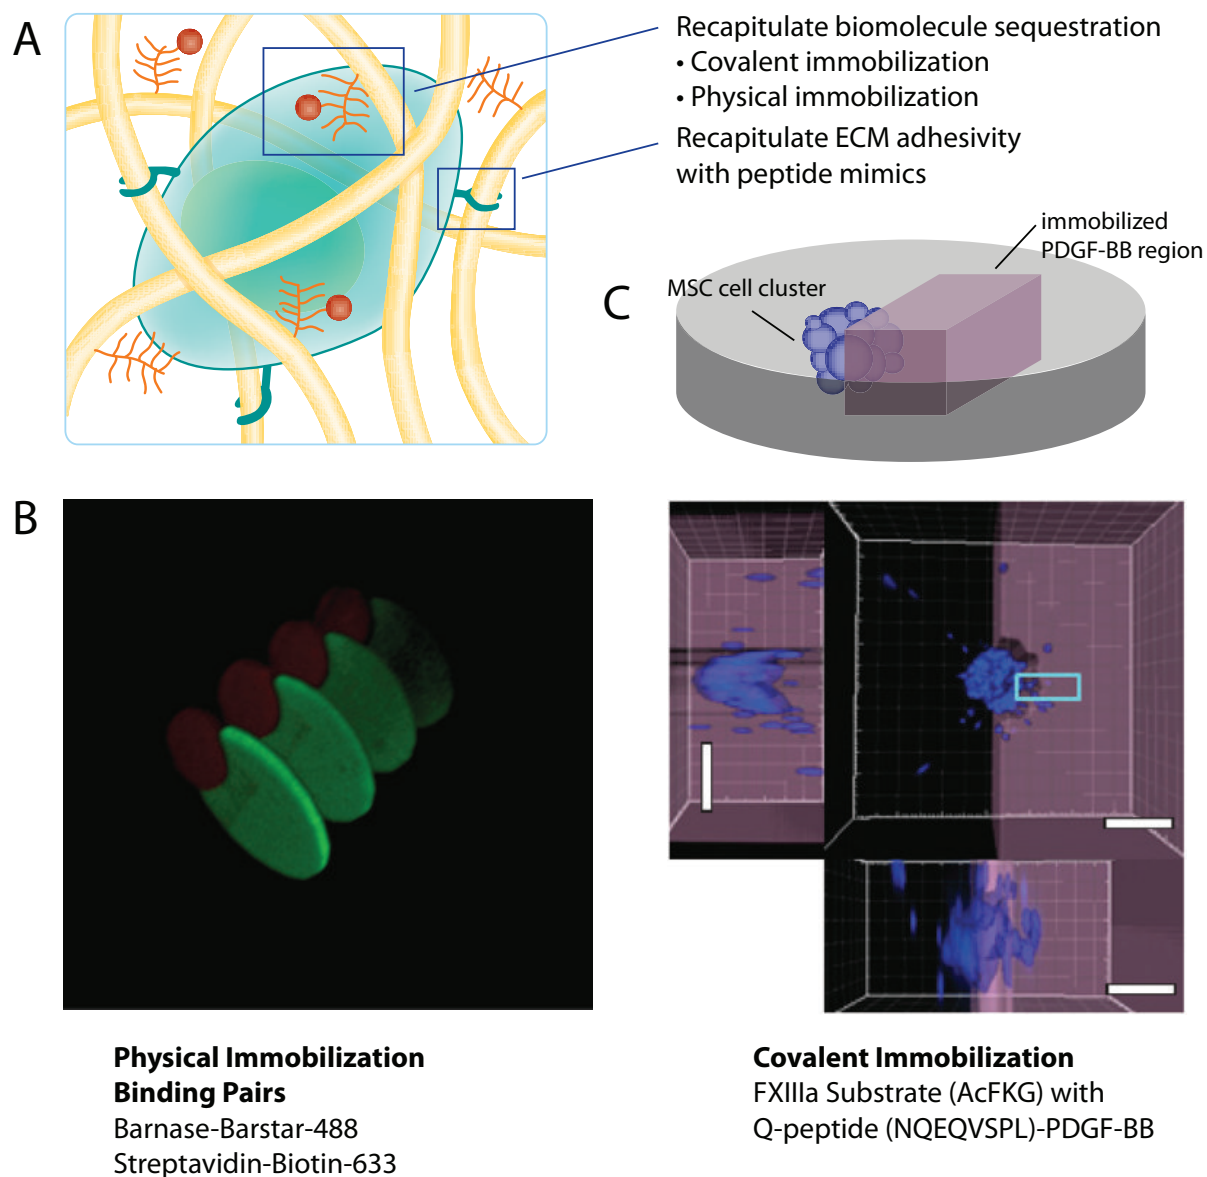 A
Recapitulate biomolecule sequestration
• Covalent immobilization
• Physical immobilization
Recapitulate ECM adhesivity
with peptide mimics
C
immobilized
PDGF-BB region
MSC cell cluster
B
Physical Immobilization
Binding Pairs
Barnase-Barstar-488
Streptavidin-Biotin-633
Covalent Immobilization
FXIIIa Substrate (AcFKG) with
Q-peptide (NQEQVSPL)-PDGF-BB